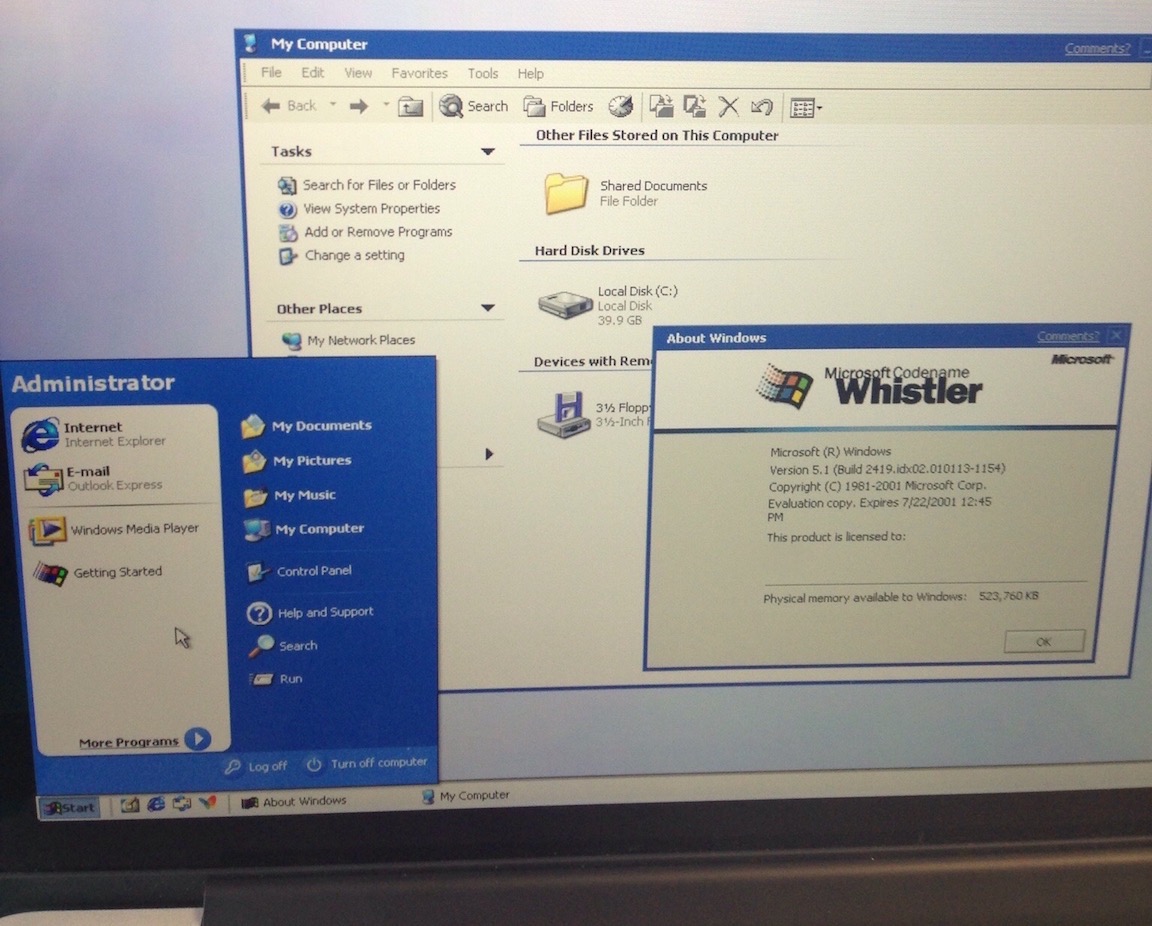 My Computer
Comments?
File Edit View Favorites Tools Help
Back Search Folders
Tasks
Search for Files or Folders
View System Properties
Add or Remove Programs
Change a setting
Other Places
My Network Places
Other Files Stored on This Computer
Shared Documents
File Folder
Hard Disk Drives
Local Disk (C:)
Local Disk
39.9 GB
Devices with Rem
3½ Floppy
3½-Inch F
About Windows
Comments?
Microsoft
Microsoft Codename
Whistler
Microsoft (R) Windows
Version 5.1 (Build 2419.idx02.010113-1154)
Copyright (C) 1981-2001 Microsoft Corp.
Evaluation copy. Expires 7/22/2001 12:45
PM
This product is licensed to:
Physical memory available to Windows: 523,760 KB
OK
Administrator
Internet
Internet Explorer
E-mail
Outlook Express
Windows Media Player
Getting Started
More Programs
My Documents
My Pictures
My Music
My Computer
Control Panel
Help and Support
Search
Run
Log off Turn off computer
Start About Windows My Computer